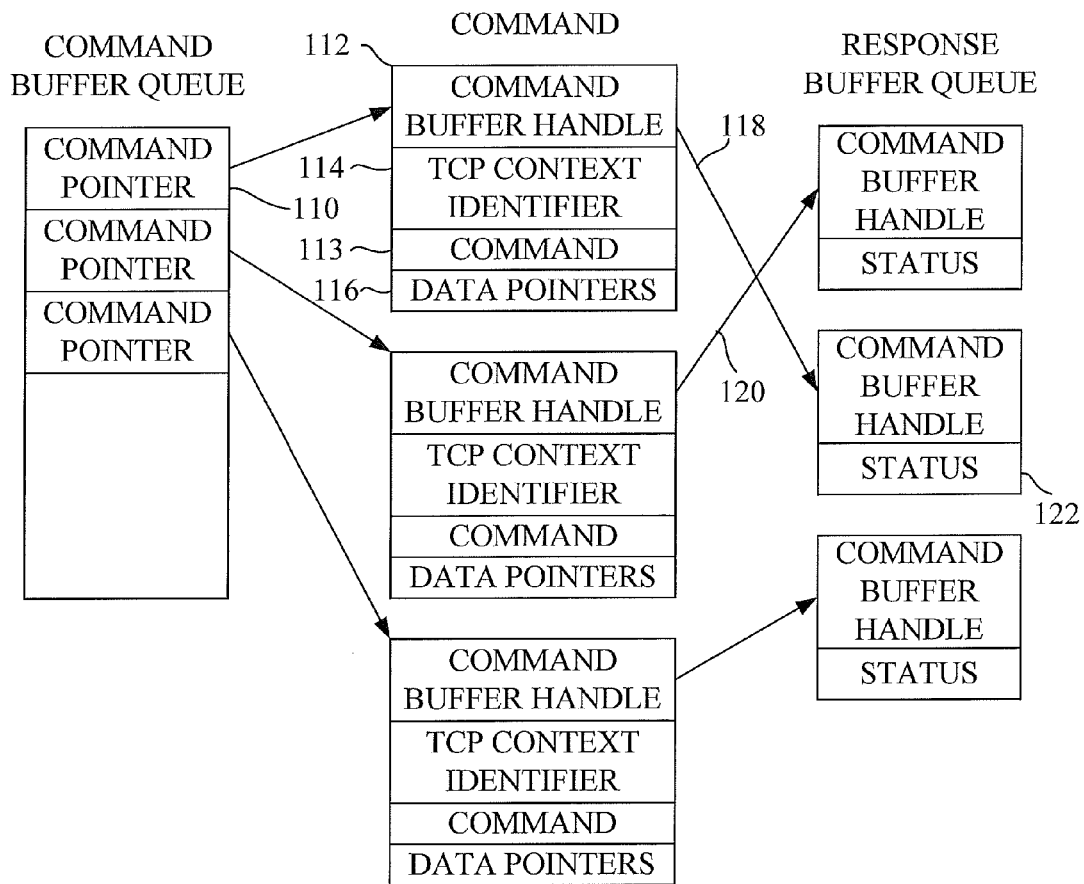 COMMAND
BUFFER QUEUE
COMMAND
POINTER
110
COMMAND
POINTER
COMMAND
POINTER
COMMAND
112
COMMAND
BUFFER HANDLE
114
TCP CONTEXT
IDENTIFIER
113
COMMAND
116
DATA POINTERS
COMMAND
BUFFER HANDLE
TCP CONTEXT
IDENTIFIER
COMMAND
DATA POINTERS
COMMAND
BUFFER HANDLE
TCP CONTEXT
IDENTIFIER
COMMAND
DATA POINTERS
118
120
RESPONSE
BUFFER QUEUE
COMMAND
BUFFER
HANDLE
STATUS
COMMAND
BUFFER
HANDLE
STATUS
122
COMMAND
BUFFER
HANDLE
STATUS